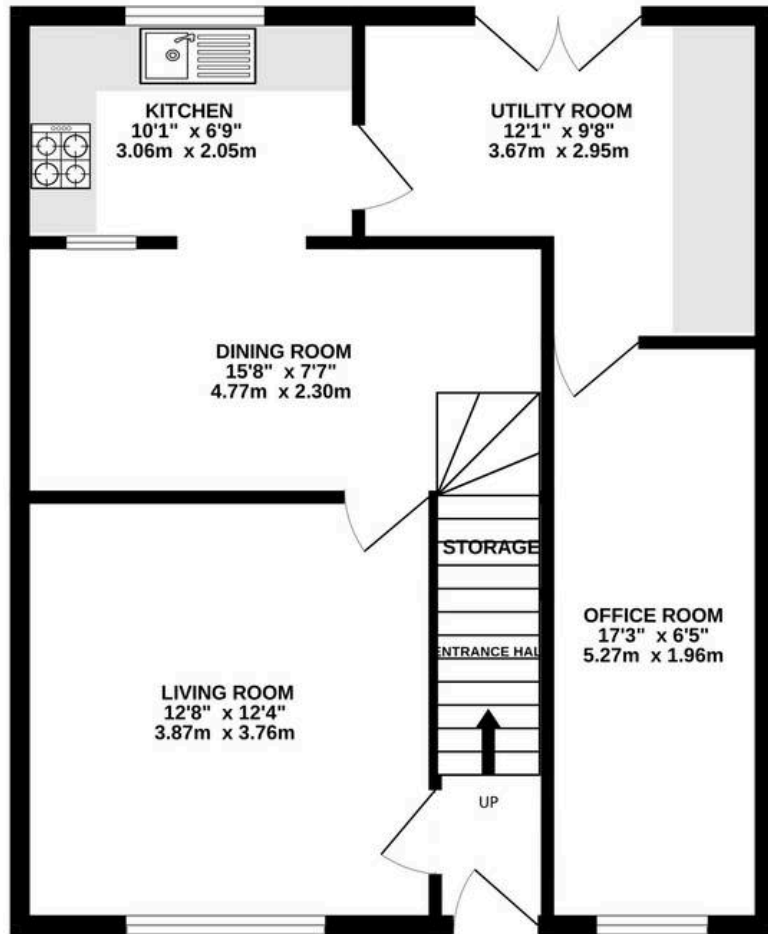 KITCHEN
10'1" x 6'9"
3.06m x 2.05m
UTILITY ROOM
12'1" x 9'8"
3.67m x 2.95m
DINING ROOM
15'8" x 7'7"
4.77m x 2.30m
STORAGE
ENTRANCE HAL
OFFICE ROOM
17'3" x 6'5"
5.27m x 1.96m
LIVING ROOM
12'8" x 12'4"
3.87m x 3.76m
UP